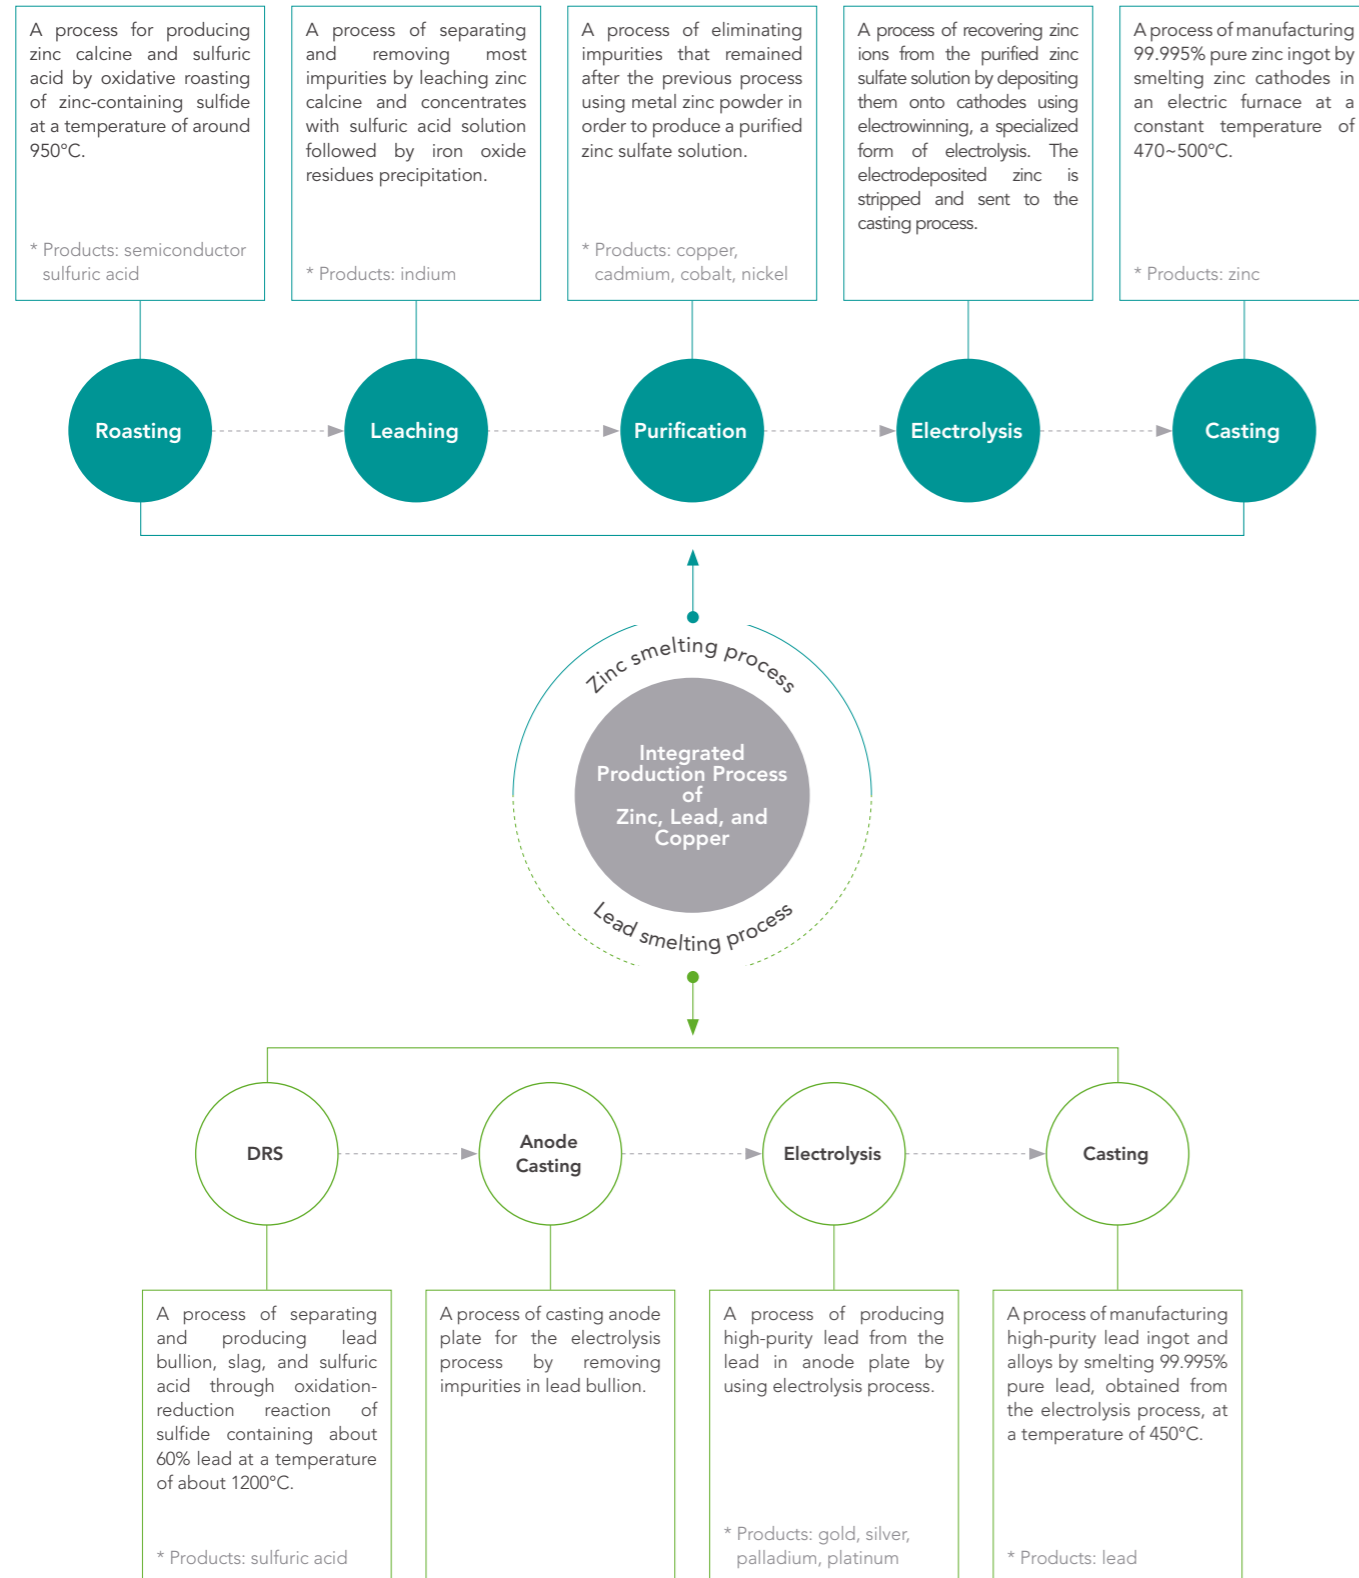 A process for producing
zinc calcine and sulfuric
acid by oxidative roasting
of zinc-containing sulfide
at a temperature of around
950°C.
* Products: semiconductor
sulfuric acid
A process of separating
and removing most
impurities by leaching zinc
calcine and concentrates
with sulfuric acid solution
followed by iron oxide
residues precipitation.
* Products: indium
A process of eliminating
impurities that remained
after the previous process
using metal zinc powder in
order to produce a purified
zinc sulfate solution.
* Products: copper,
cadmium, cobalt, nickel
A process of recovering zinc
ions from the purified zinc
sulfate solution by depositing
them onto cathodes using
electrowinning, a specialized
form of electrolysis. The
electrodeposited zinc is
stripped and sent to the
casting process.
A process of manufacturing
99.995% pure zinc ingot by
smelting zinc cathodes in
an electric furnace at a
constant temperature of
470~500°C.
* Products: zinc
Roasting
Leaching
Purification
Electrolysis
Casting
Zinc smelting process
Integrated
Production Process
of
Zinc, Lead, and
Copper
Lead smelting process
DRS
Anode
Casting
Electrolysis
Casting
A process of separating
and producing lead
bullion, slag, and sulfuric
acid through oxidation-
reduction reaction of
sulfide containing about
60% lead at a temperature
of about 1200°C.
* Products: sulfuric acid
A process of casting anode
plate for the electrolysis
process by removing
impurities in lead bullion.
A process of producing
high-purity lead from the
lead in anode plate by
using electrolysis process.
* Products: gold, silver,
palladium, platinum
A process of manufacturing
high-purity lead ingot and
alloys by smelting 99.995%
pure lead, obtained from
the electrolysis process, at
a temperature of 450°C.
* Products: lead